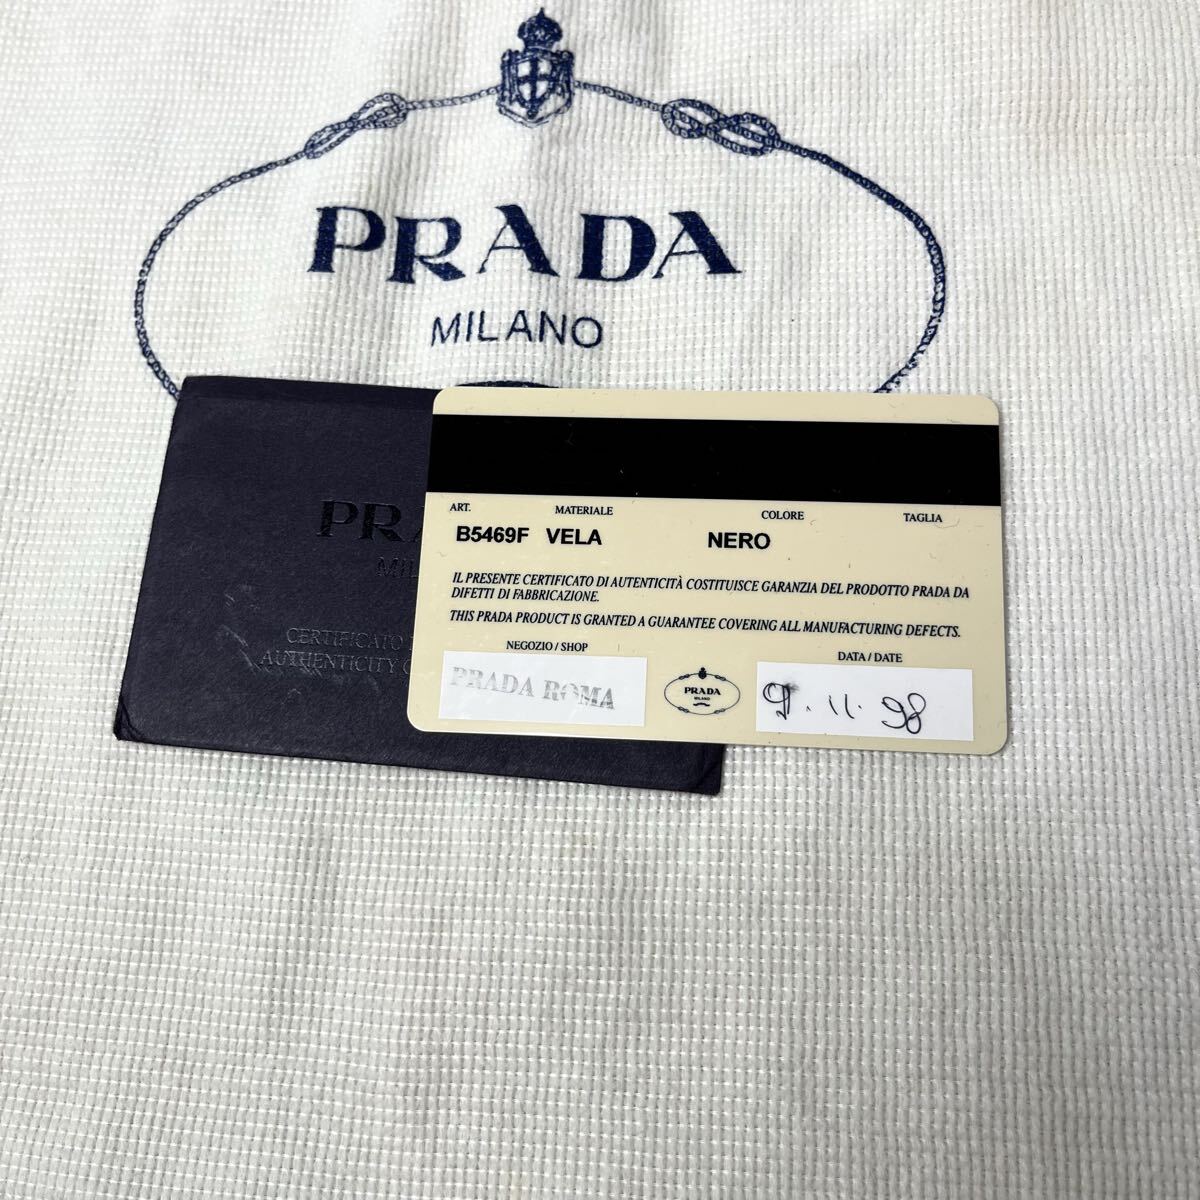 PRADA
MILANO
PRA
MIL
CERTIFICATO
AUTHENTICITY C
ART. MATERIALE COLORE TAGLIA
B5469F VELA NERO
IL PRESENTE CERTIFICATO DI AUTENTICITÀ COSTITUISCE GARANZIA DEL PRODOTTO PRADA DA
DIFETTI DI FABBRICAZIONE.
THIS PRADA PRODUCT IS GRANTED A GUARANTEE COVERING ALL MANUFACTURING DEFECTS.
NEGOZIO / SHOP
PRADA ROMA
PRADA
MILANO
DATA / DATE
9.11.98